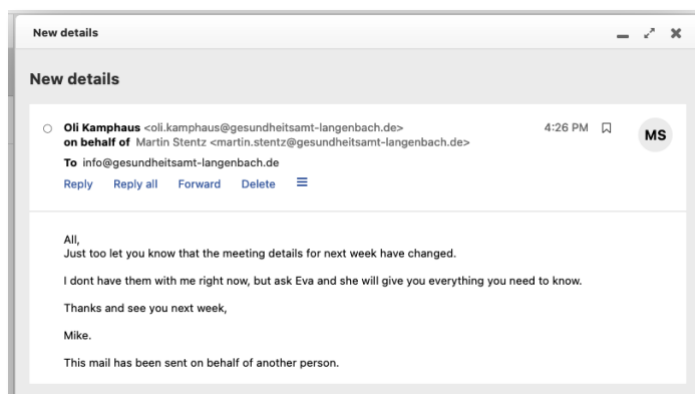 New details
New details
Oli Kamphaus <oli.kamphaus@gesundheitsamt-langenbach.de>
on behalf of Martin Stentz <martin.stentz@gesundheitsamt-langenbach.de>
4:26 PM
MS
To info@gesundheitsamt-langenbach.de
Reply Reply all Forward Delete
All,
Just too let you know that the meeting details for next week have changed.
I dont have them with me right now, but ask Eva and she will give you everything you need to know.
Thanks and see you next week,
Mike.
This mail has been sent on behalf of another person.